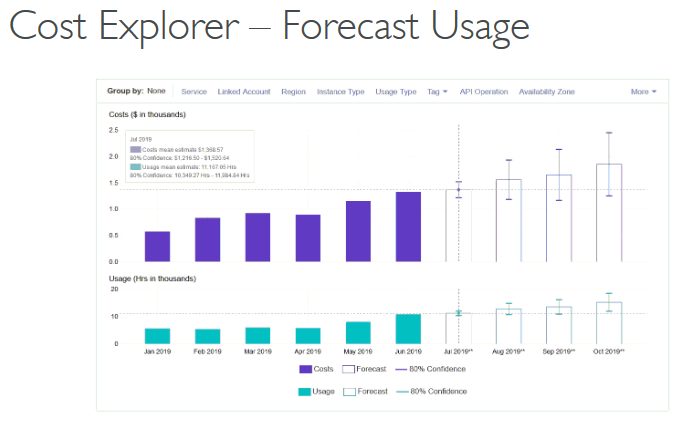 Cost Explorer – Forecast Usage
Group by: None Service Linked Account Region Instance Type Usage Type Tag API Operation Availability Zone More
Costs ($ in thousands)
2.5
2.0
1.5
1.0
0.5
0.0
Jul 2019
Costs mean estimate: $1,368.57
80% Confidence: $1,216.50 - $1,520.64
Usage mean estimate: 11,107.05 Hrs
80% Confidence: 10,349.27 Hrs - 11,864.84 Hrs
Usage (Hrs in thousands)
20
11
0
Jan 2019 Feb 2019 Mar 2019 Apr 2019 May 2019 Jun 2019 Jul 2019** Aug 2019** Sep 2019** Oct 2019**
Costs Forecast 80% Confidence
Usage Forecast 80% Confidence